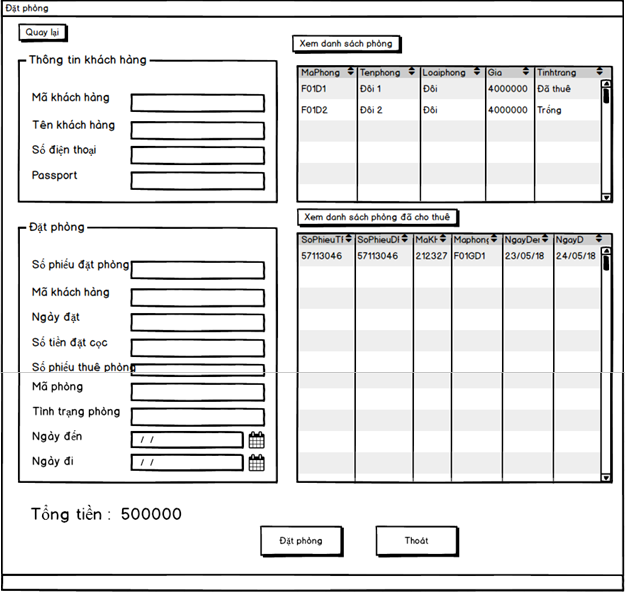 Đặt phòng
Quay lại
Thông tin khách hàng
Mã khách hàng
Tên khách hàng
Số điện thoại
Passport
Xem danh sách phòng
MaPhong Tenphong Loaiphong Gia Tinhtrang
F01D1 Đôi 1 Đôi 4000000 Đã thuê
F01D2 Đôi 2 Đôi 4000000 Trống
Đặt phòng
Số phiếu đặt phòng
Mã khách hàng
Ngày đặt
Số tiền đặt cọc
Số phiếu thuê phòng
Mã phòng
Tình trạng phòng
Ngày đến / /
Ngày đi / /
Xem danh sách phòng đã cho thuê
SoPhieuTI SoPhieuDI MaKI Maphong NgayDen NgayD
57113046 57113046 212327 F01GD1 23/05/18 24/05/18
Tổng tiền : 500000
Đặt phòng
Thoát